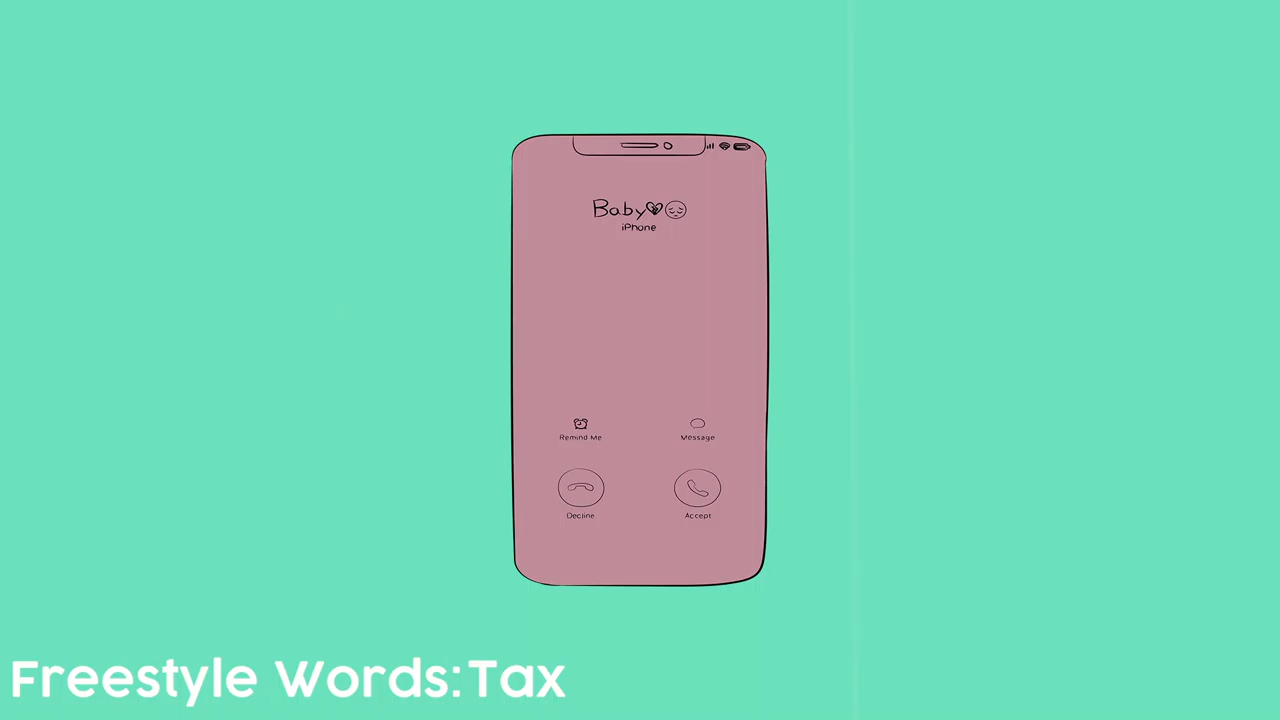 Baby💔😔
iPhone
Remind Me
Message
Decline
Accept
Freestyle Words:Tax